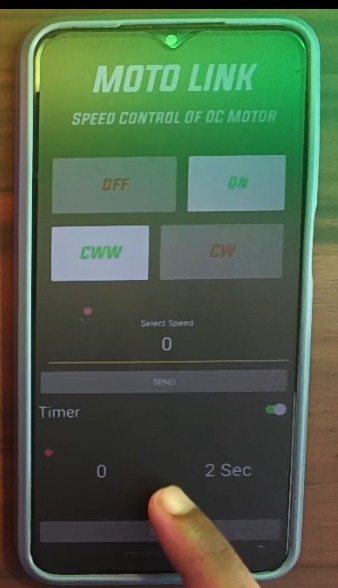 MOTO LINK
SPEED CONTROL OF DC MOTOR
OFF ON
CWW CW
Select Speed
0
SEND
Timer
0 2 Sec